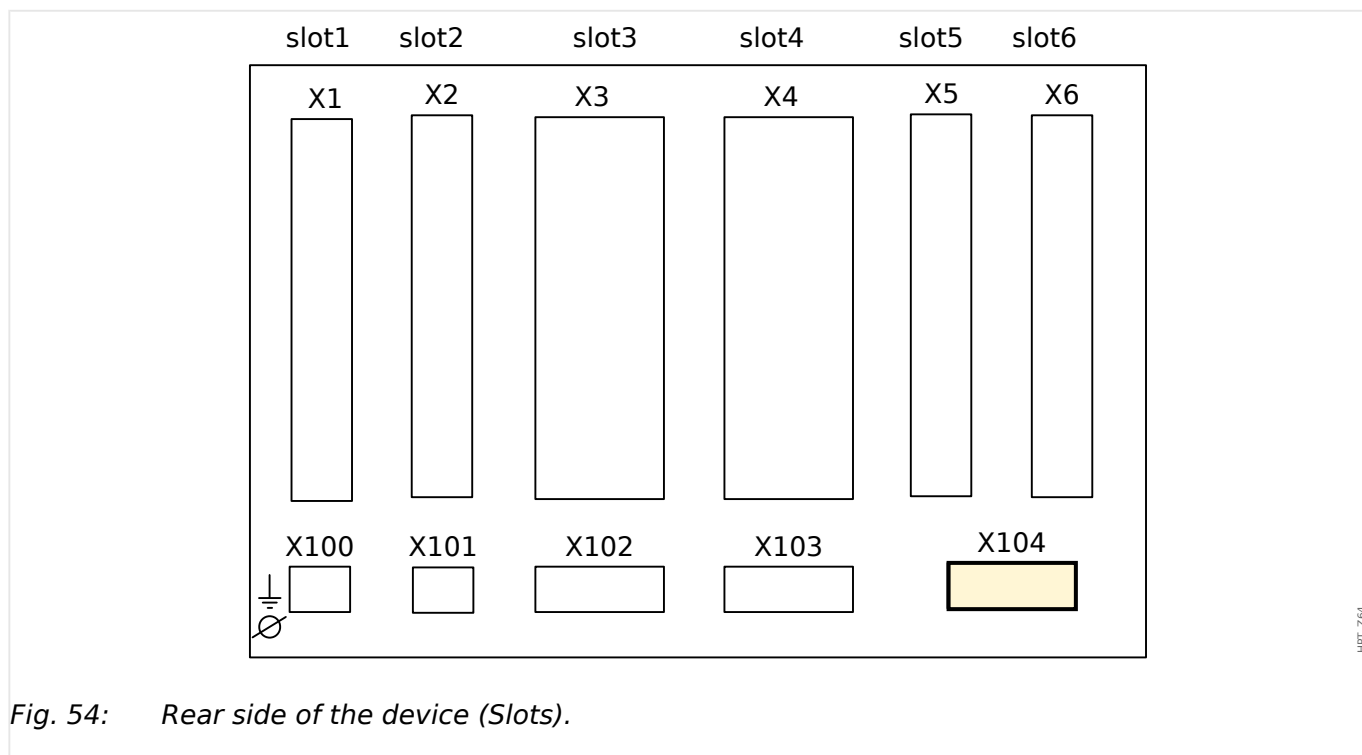 slot1 slot2 slot3 slot4 slot5 slot6
X1 X2 X3 X4 X5 X6
X100 X101 X102 X103 X104
HPT_Z64
Fig. 54: Rear side of the device (Slots).